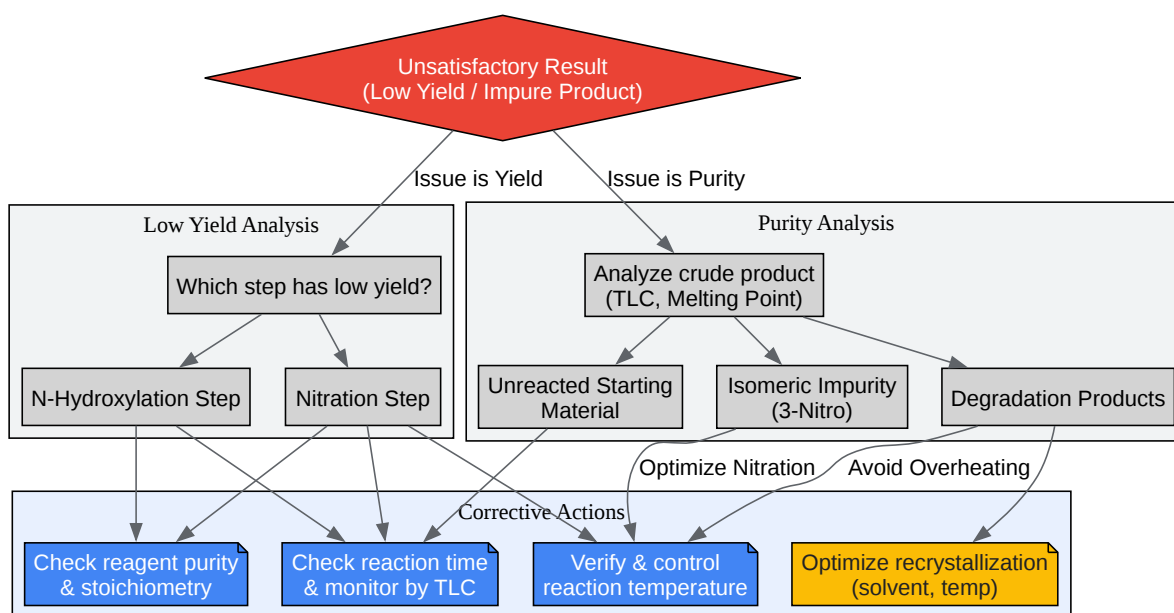 Unsatisfactory Result
(Low Yield / Impure Product)
Issue is Yield
Issue is Purity
Low Yield Analysis
Purity Analysis
Which step has low yield?
Analyze crude product
(TLC, Melting Point)
N-Hydroxylation Step
Nitration Step
Unreacted Starting
Material
Isomeric Impurity
(3-Nitro)
Degradation Products
Optimize Nitration
Avoid Overheating
Corrective Actions
Check reagent purity
& stoichiometry
Check reaction time
& monitor by TLC
Verify & control
reaction temperature
Optimize recrystallization
(solvent, temp)